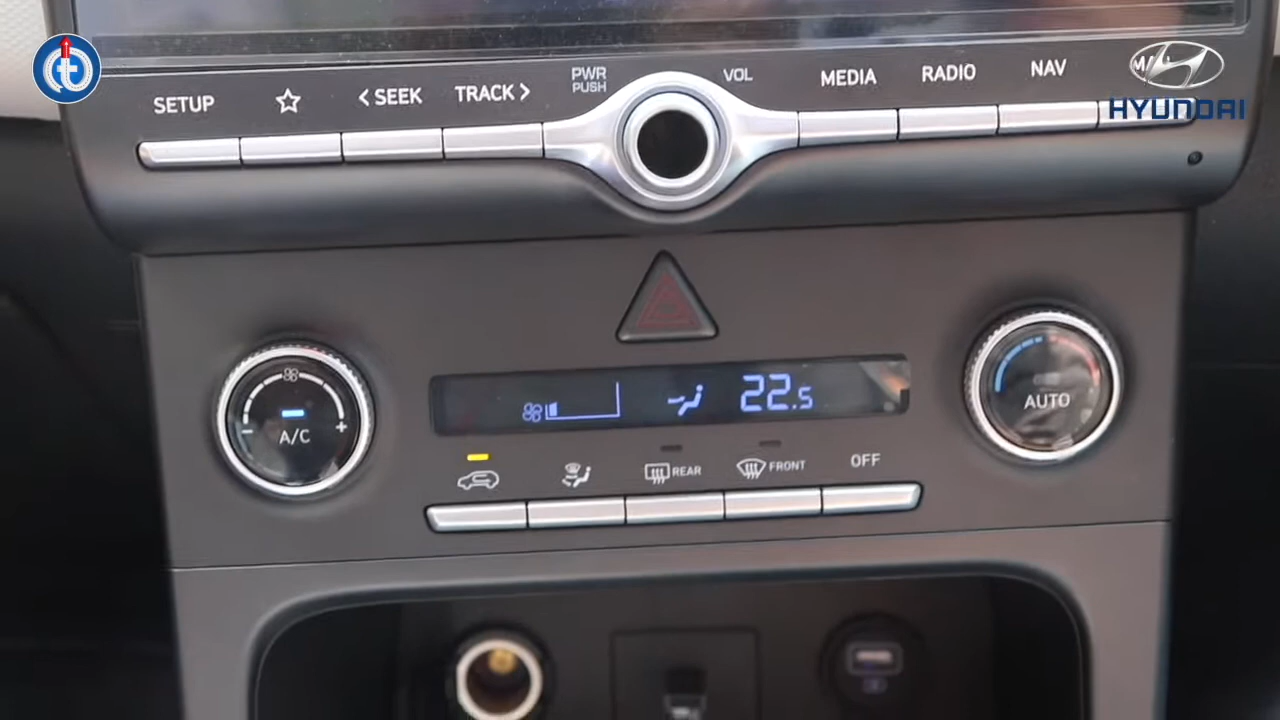 SETUP
< SEEK
TRACK >
PWR
PUSH
VOL
MEDIA
RADIO
NAV
HYUNDAI
A/C
- +
22.5
AUTO
REAR
FRONT
OFF